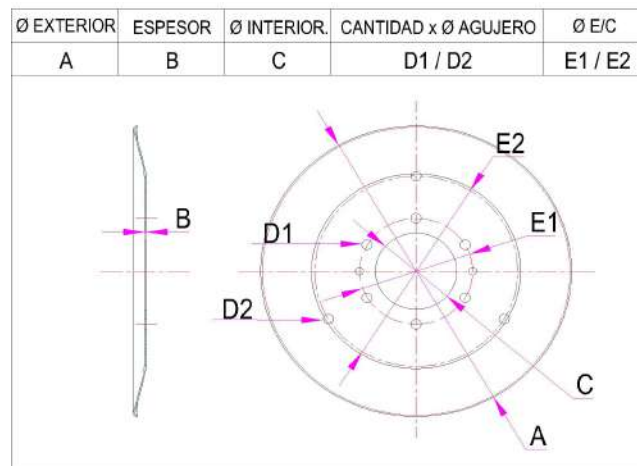 Ø EXTERIOR ESPESOR Ø INTERIOR. CANTIDAD x Ø AGUJERO Ø E/C
A B C D1 / D2 E1 / E2
E2
B
D1
E1
D2
C
A